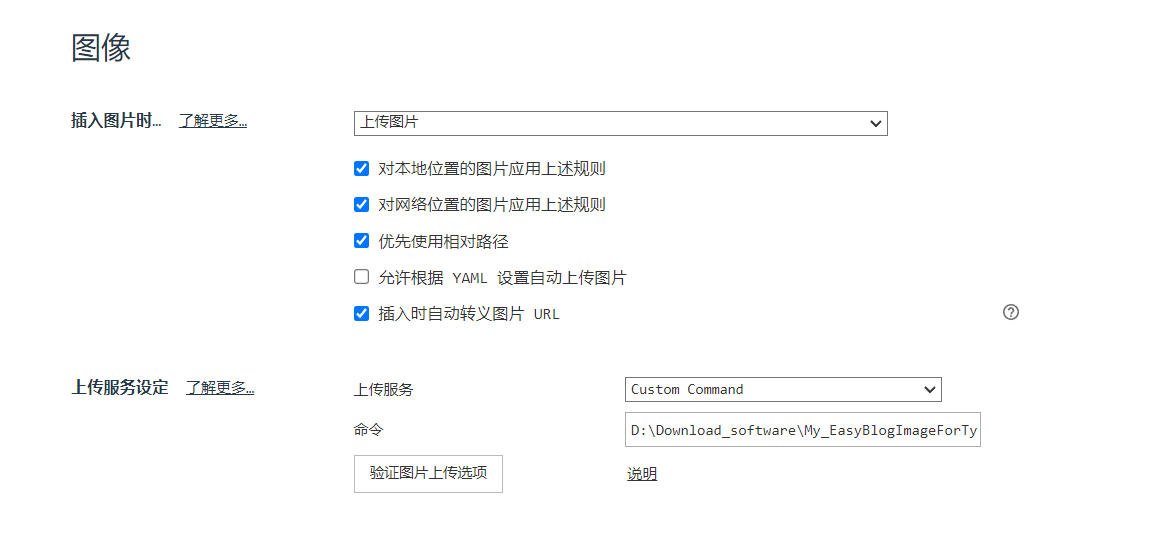 图像
插入图片时... 了解更多... 上传图片
对本地位置的图片应用上述规则
对网络位置的图片应用上述规则
优先使用相对路径
允许根据 YAML 设置自动上传图片
插入时自动转义图片 URL
上传服务设定 了解更多... 上传服务 Custom Command
命令 D:\Download_software\My_EasyBlogImageForTy
验证图片上传选项 说明